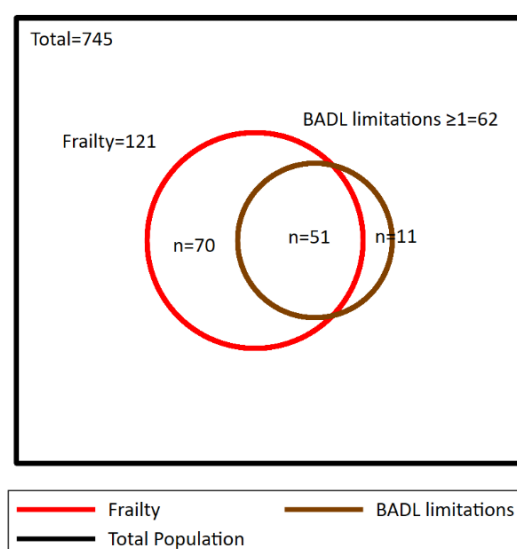 Total=745
BADL limitations ≥1=62
Frailty=121
n=70
n=51
n=11
Frailty
BADL limitations
Total Population